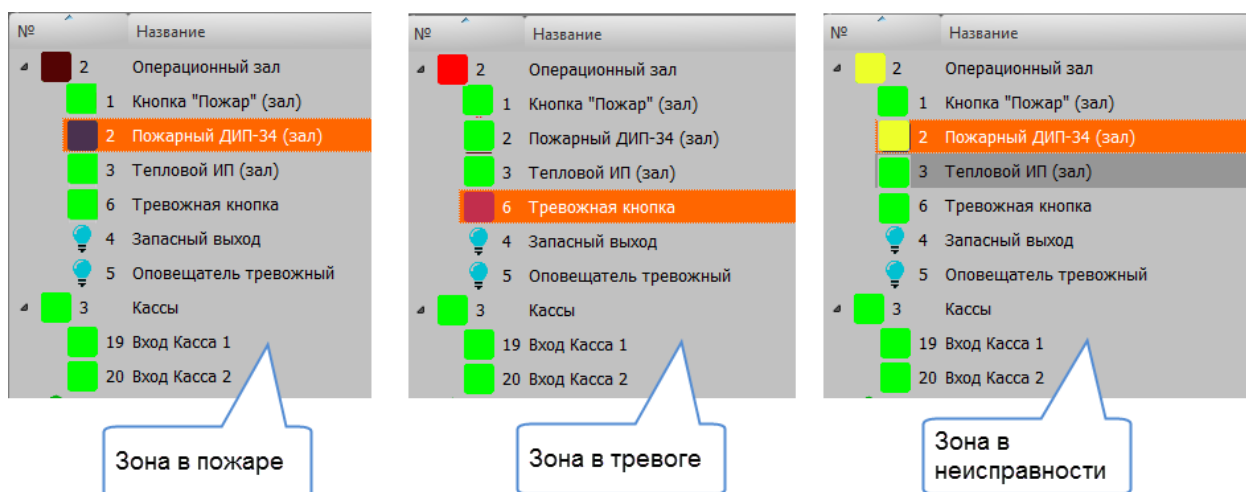 № Название
2 Операционный зал
1 Кнопка "Пожар" (зал)
2 Пожарный ДИП-34 (зал)
3 Тепловой ИП (зал)
6 Тревожная кнопка
4 Запасный выход
5 Оповещатель тревожный
3 Кассы
19 Вход Касса 1
20 Вход Касса 2
Зона в пожаре
№ Название
2 Операционный зал
1 Кнопка "Пожар" (зал)
2 Пожарный ДИП-34 (зал)
3 Тепловой ИП (зал)
6 Тревожная кнопка
4 Запасный выход
5 Оповещатель тревожный
3 Кассы
19 Вход Касса 1
20 Вход Касса 2
Зона в тревоге
№ Название
2 Операционный зал
1 Кнопка "Пожар" (зал)
2 Пожарный ДИП-34 (зал)
3 Тепловой ИП (зал)
6 Тревожная кнопка
4 Запасный выход
5 Оповещатель тревожный
3 Кассы
19 Вход Касса 1
20 Вход Касса 2
Зона в
неисправности